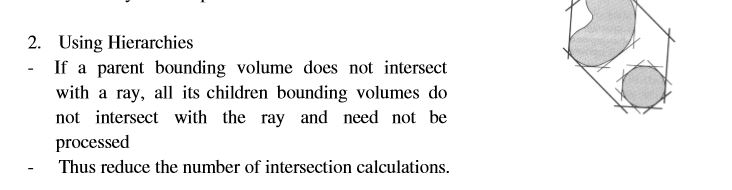 2. Using Hierarchies
- If a parent bounding volume does not intersect
with a ray, all its children bounding volumes do
not intersect with the ray and need not be
processed
- Thus reduce the number of intersection calculations.